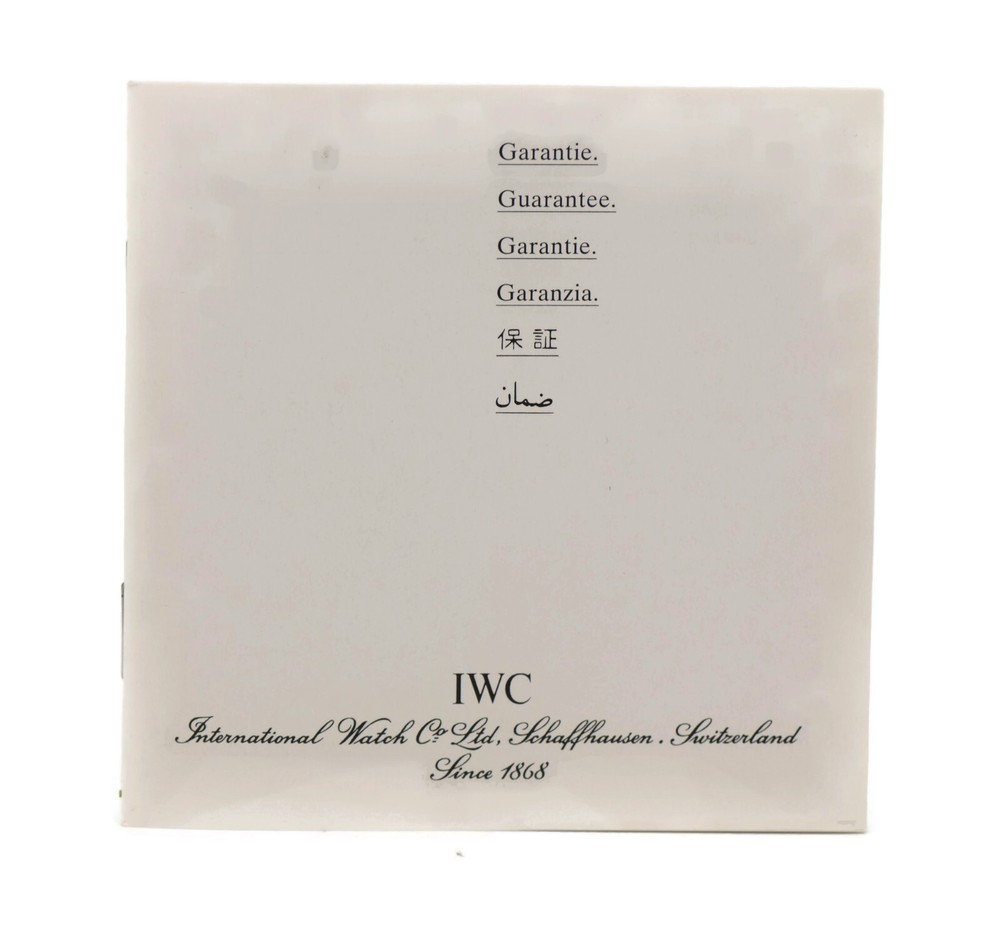 Garantie.
Guarantee.
Garantie.
Garanzia.
保証
ضمان
IWC
International Watch Co Ltd, Schaffhausen . Switzerland
Since 1868